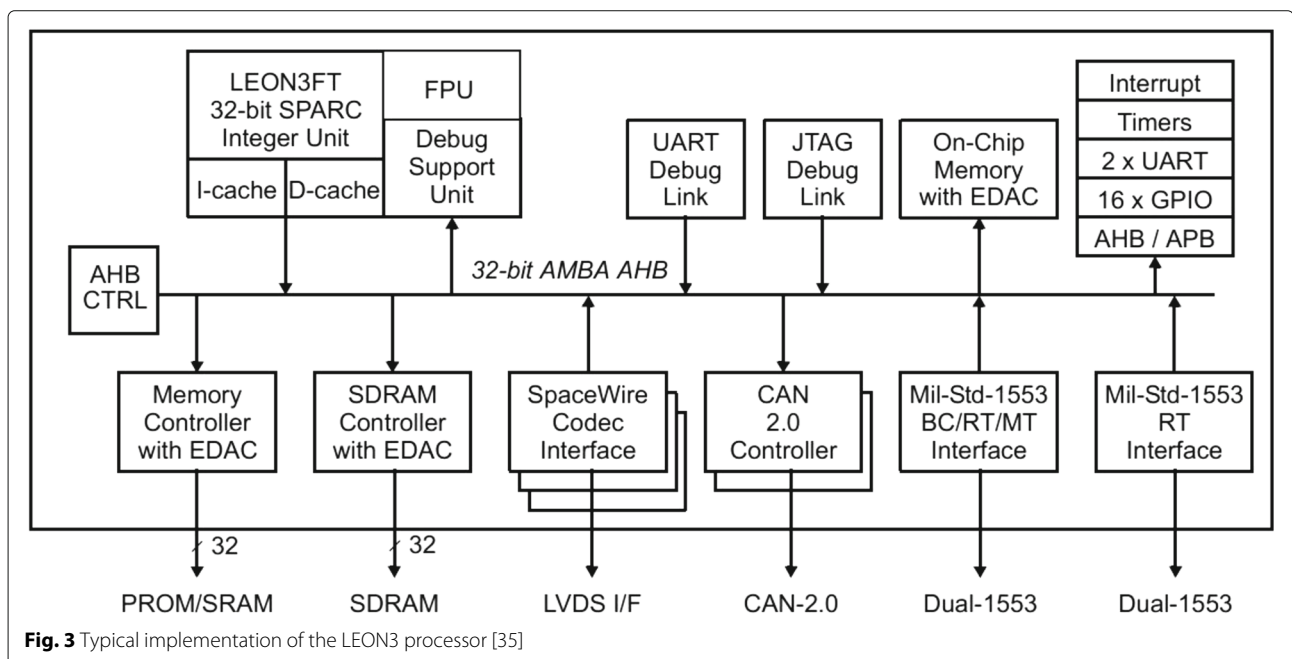 LEON3FT
32-bit SPARC
Integer Unit
I-cache
D-cache
FPU
Debug
Support
Unit
UART
Debug
Link
JTAG
Debug
Link
On-Chip
Memory
with EDAC
Interrupt
Timers
2 x UART
16 x GPIO
AHB / APB
AHB
CTRL
32-bit AMBA AHB
Memory
Controller
with EDAC
SDRAM
Controller
with EDAC
SpaceWire
Codec
Interface
CAN
2.0
Controller
Mil-Std-1553
BC/RT/MT
Interface
Mil-Std-1553
RT
Interface
32
32
PROM/SRAM
SDRAM
LVDS I/F
CAN-2.0
Dual-1553
Dual-1553
Fig. 3 Typical implementation of the LEON3 processor [35]